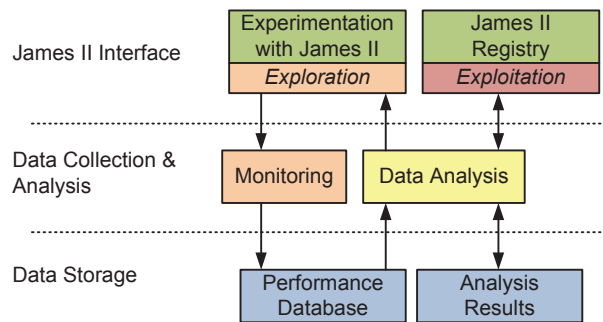 James II Interface
Experimentation
with James II
Exploration
James II
Registry
Exploitation
Data Collection &
Analysis
Monitoring
Data Analysis
Data Storage
Performance
Database
Analysis
Results